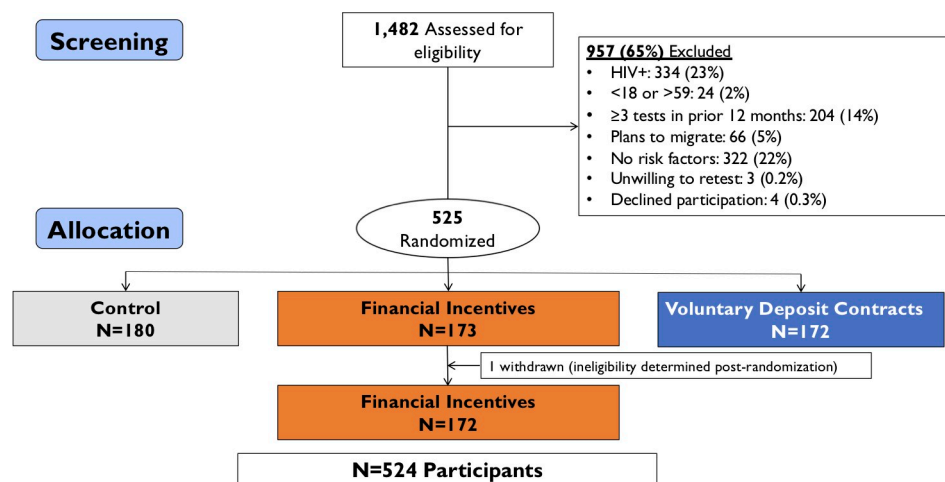 Screening
1,482 Assessed for
eligibility
957 (65%) Excluded
• HIV+: 334 (23%)
• <18 or >59: 24 (2%)
• ≥3 tests in prior 12 months: 204 (14%)
• Plans to migrate: 66 (5%)
• No risk factors: 322 (22%)
• Unwilling to retest: 3 (0.2%)
• Declined participation: 4 (0.3%)
Allocation
525
Randomized
Control
N=180
Financial Incentives
N=173
Voluntary Deposit Contracts
N=172
1 withdrawn (ineligibility determined post-randomization)
Financial Incentives
N=172
N=524 Participants